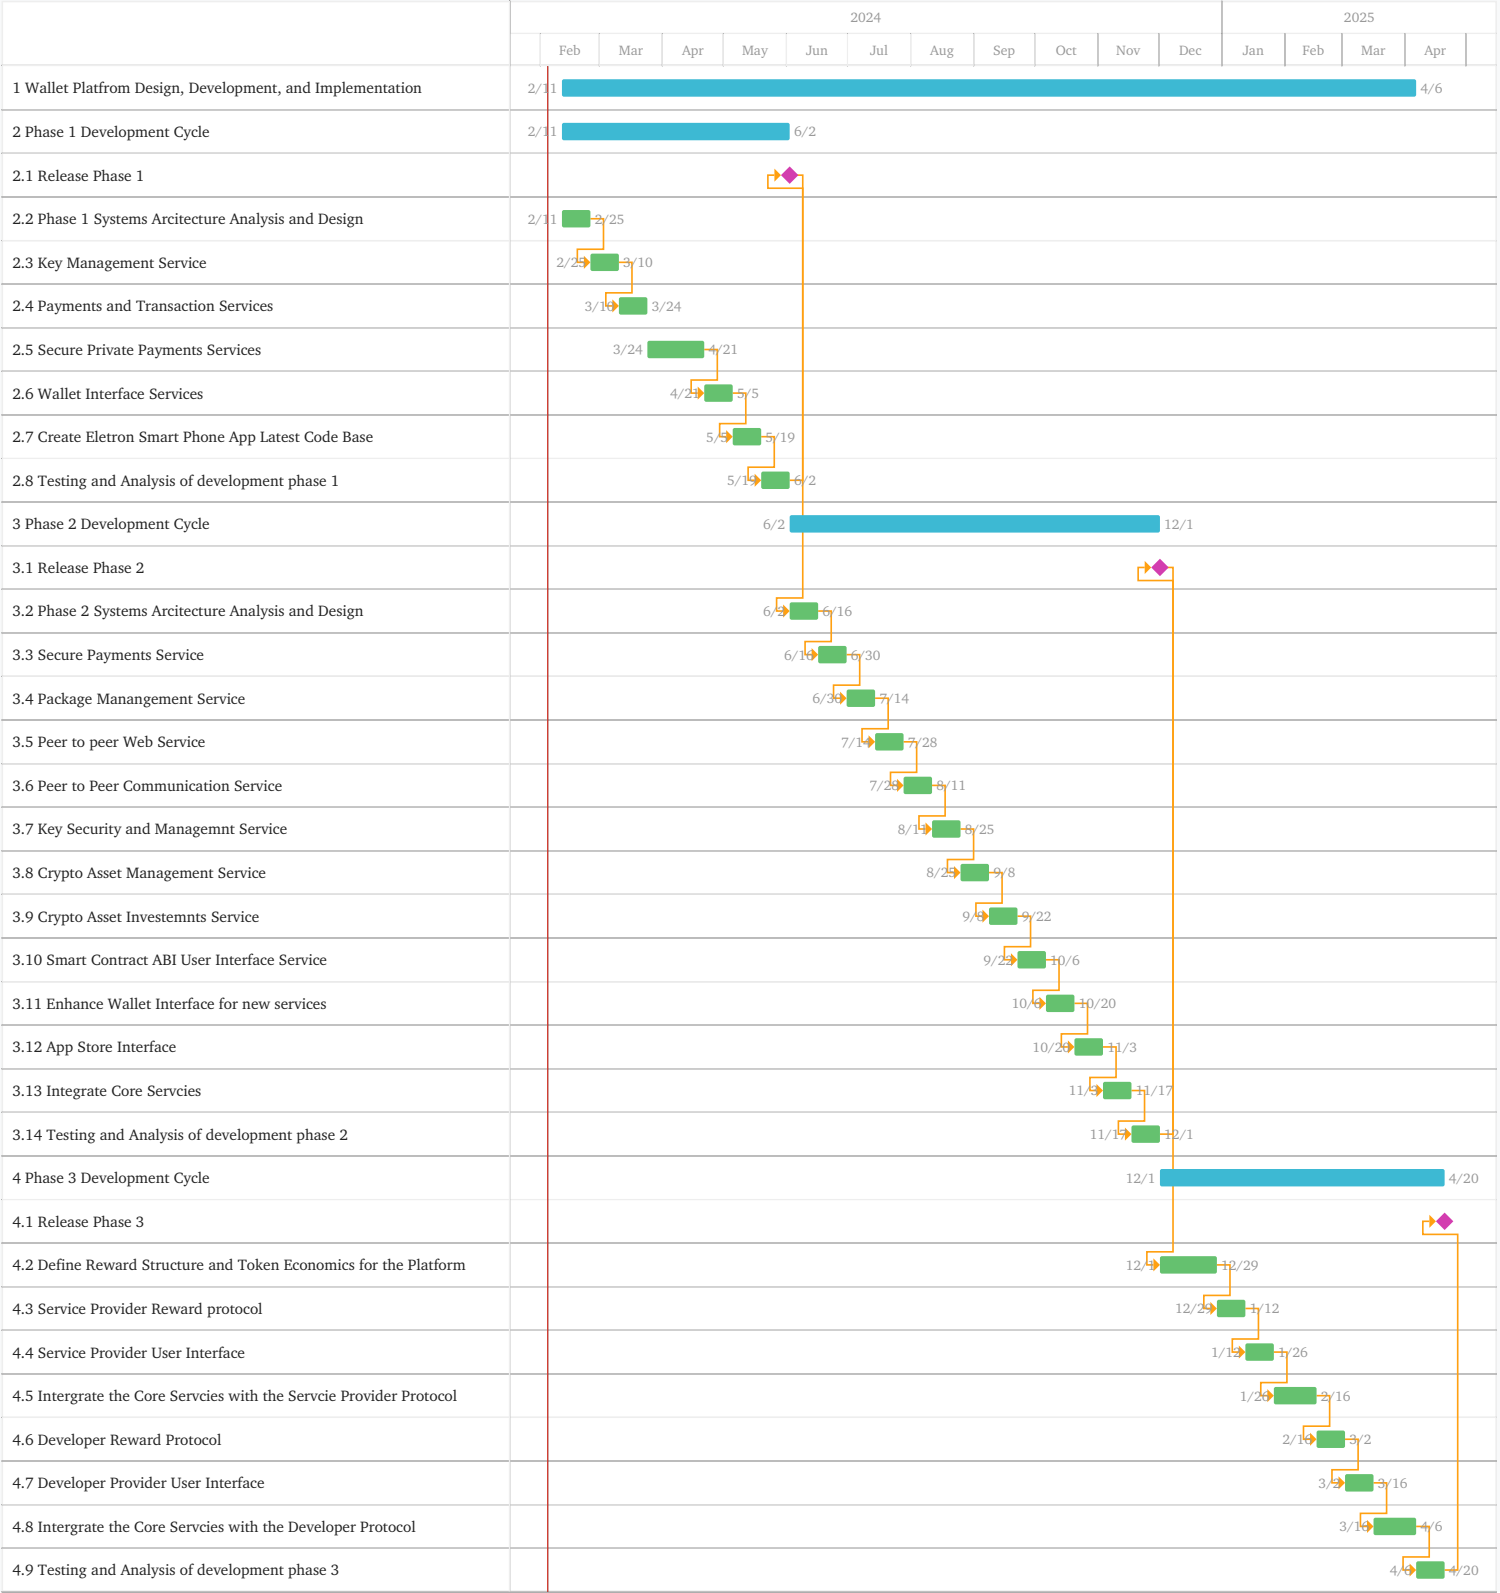 2024 2025
Feb Mar Apr May Jun Jul Aug Sep Oct Nov Dec Jan Feb Mar Apr
1 Wallet Platfrom Design, Development, and Implementation 2/11 4/6
2 Phase 1 Development Cycle 2/11 6/2
2.1 Release Phase 1
2.2 Phase 1 Systems Arcitecture Analysis and Design 2/11 2/25
2.3 Key Management Service 2/25 3/10
2.4 Payments and Transaction Services 3/10 3/24
2.5 Secure Private Payments Services 3/24 4/21
2.6 Wallet Interface Services 4/21 5/5
2.7 Create Eletron Smart Phone App Latest Code Base 5/5 5/19
2.8 Testing and Analysis of development phase 1 5/19 6/2
3 Phase 2 Development Cycle 6/2 12/1
3.1 Release Phase 2
3.2 Phase 2 Systems Arcitecture Analysis and Design 6/2 6/16
3.3 Secure Payments Service 6/16 6/30
3.4 Package Manangement Service 6/30 7/14
3.5 Peer to peer Web Service 7/14 7/28
3.6 Peer to Peer Communication Service 7/28 8/11
3.7 Key Security and Managemnt Service 8/11 8/25
3.8 Crypto Asset Management Service 8/25 9/8
3.9 Crypto Asset Investemnts Service 9/8 9/22
3.10 Smart Contract ABI User Interface Service 9/22 10/6
3.11 Enhance Wallet Interface for new services 10/6 10/20
3.12 App Store Interface 10/20 11/3
3.13 Integrate Core Servcies 11/3 11/17
3.14 Testing and Analysis of development phase 2 11/17 12/1
4 Phase 3 Development Cycle 12/1 4/20
4.1 Release Phase 3
4.2 Define Reward Structure and Token Economics for the Platform 12/1 12/29
4.3 Service Provider Reward protocol 12/29 1/12
4.4 Service Provider User Interface 1/12 1/26
4.5 Intergrate the Core Servcies with the Servcie Provider Protocol 1/26 2/16
4.6 Developer Reward Protocol 2/16 3/2
4.7 Developer Provider User Interface 3/2 3/16
4.8 Intergrate the Core Servcies with the Developer Protocol 3/16 4/6
4.9 Testing and Analysis of development phase 3 4/6 4/20